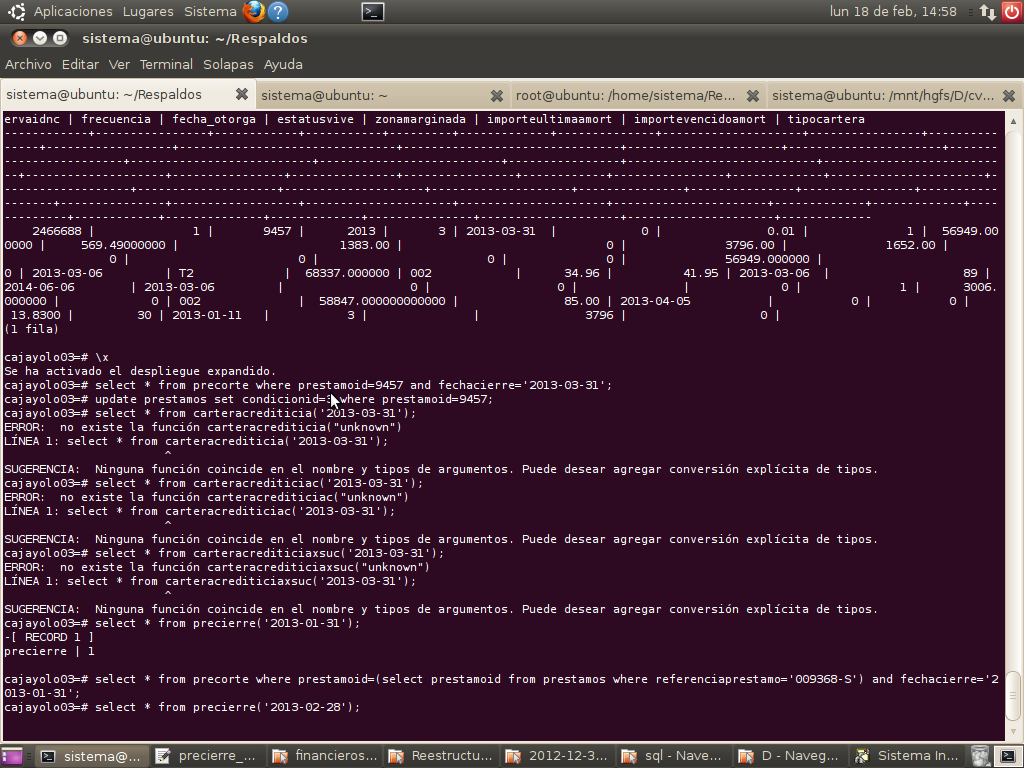 Aplicaciones Lugares Sistema lun 18 de feb, 14:58
sistema@ubuntu: ~/Respaldos
Archivo Editar Ver Terminal Solapas Ayuda
sistema@ubuntu: ~/Respaldos sistema@ubuntu: ~ root@ubuntu: /home/sistema/Re... sistema@ubuntu: /mnt/hgfs/D/cv...
ervaidnc | frecuencia | fecha_otorga | estatusvive | zonamarginada | importeultimaamort | importevencidoamort | tipocartera
2466688 | 1 | 9457 | 2013 | 3 | 2013-03-31 | 0 | 0.01 | 1 | 56949.00
0000 | 569.49000000 | 1383.00 | 0 | 3796.00 | 1652.00 |
0 | 0 | 0 | 0 | 56949.000000 |
0 | 2013-03-06 | T2 | 68337.000000 | 002 | 34.96 | 41.95 | 2013-03-06 | 89 |
2014-06-06 | 2013-03-06 | | 0 | 0 | | 0 | 1 | 3006.
000000 | 0 | 002 | 58847.000000000000 | 85.00 | 2013-04-05 | 0 | 0 |
13.8300 | 30 | 2013-01-11 | 3 | | 3796 | 0 |
(1 fila)
cajayolo03=# \x
Se ha activado el despliegue expandido.
cajayolo03=# select * from precorte where prestamoid=9457 and fechacierre='2013-03-31';
cajayolo03=# update prestamos set condicionid=3 where prestamoid=9457;
cajayolo03=# select * from carteracrediticia('2013-03-31');
ERROR:  no existe la función carteracrediticia("unknown")
LÍNEA 1: select * from carteracrediticia('2013-03-31');
^
SUGERENCIA:  Ninguna función coincide en el nombre y tipos de argumentos. Puede desear agregar conversión explícita de tipos.
cajayolo03=# select * from carteracrediticiac('2013-03-31');
ERROR:  no existe la función carteracrediticiac("unknown")
LÍNEA 1: select * from carteracrediticiac('2013-03-31');
^
SUGERENCIA:  Ninguna función coincide en el nombre y tipos de argumentos. Puede desear agregar conversión explícita de tipos.
cajayolo03=# select * from carteracrediticiaxsuc('2013-03-31');
ERROR:  no existe la función carteracrediticiaxsuc("unknown")
LÍNEA 1: select * from carteracrediticiaxsuc('2013-03-31');
^
SUGERENCIA:  Ninguna función coincide en el nombre y tipos de argumentos. Puede desear agregar conversión explícita de tipos.
cajayolo03=# select * from precierre('2013-01-31');
-[ RECORD 1 ]
precierre | 1
cajayolo03=# select * from precorte where prestamoid=(select prestamoid from prestamos where referenciaprestamo='009368-S') and fechacierre='2
013-01-31';
cajayolo03=# select * from precierre('2013-02-28');
sistema@... precierre_... financieros... Reestructu... 2012-12-3... sql - Nave... D - Naveg... Sistema In...